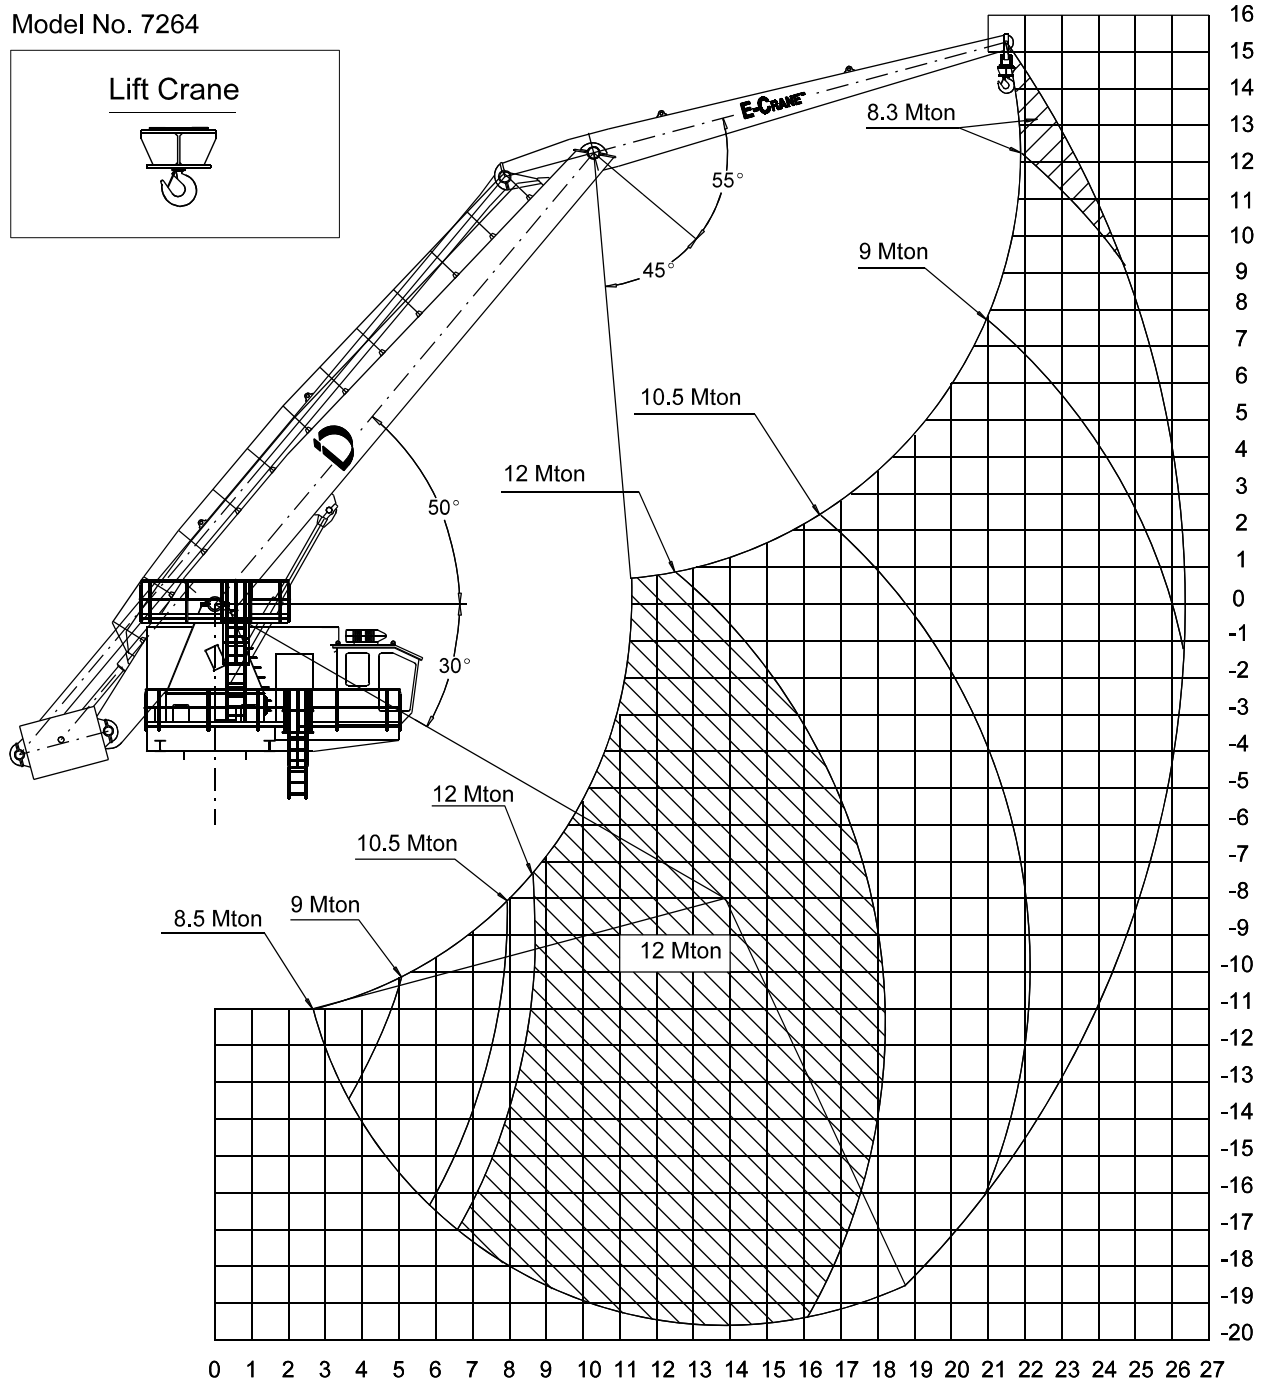 Model No. 7264
Lift Crane
E-CRANE™
D
8.3 Mton
55°
45°
9 Mton
10.5 Mton
12 Mton
50°
30°
12 Mton
10.5 Mton
9 Mton
8.5 Mton
12 Mton
16
15
14
13
12
11
10
9
8
7
6
5
4
3
2
1
0
-1
-2
-3
-4
-5
-6
-7
-8
-9
-10
-11
-12
-13
-14
-15
-16
-17
-18
-19
-20
0 1 2 3 4 5 6 7 8 9 10 11 12 13 14 15 16 17 18 19 20 21 22 23 24 25 26 27